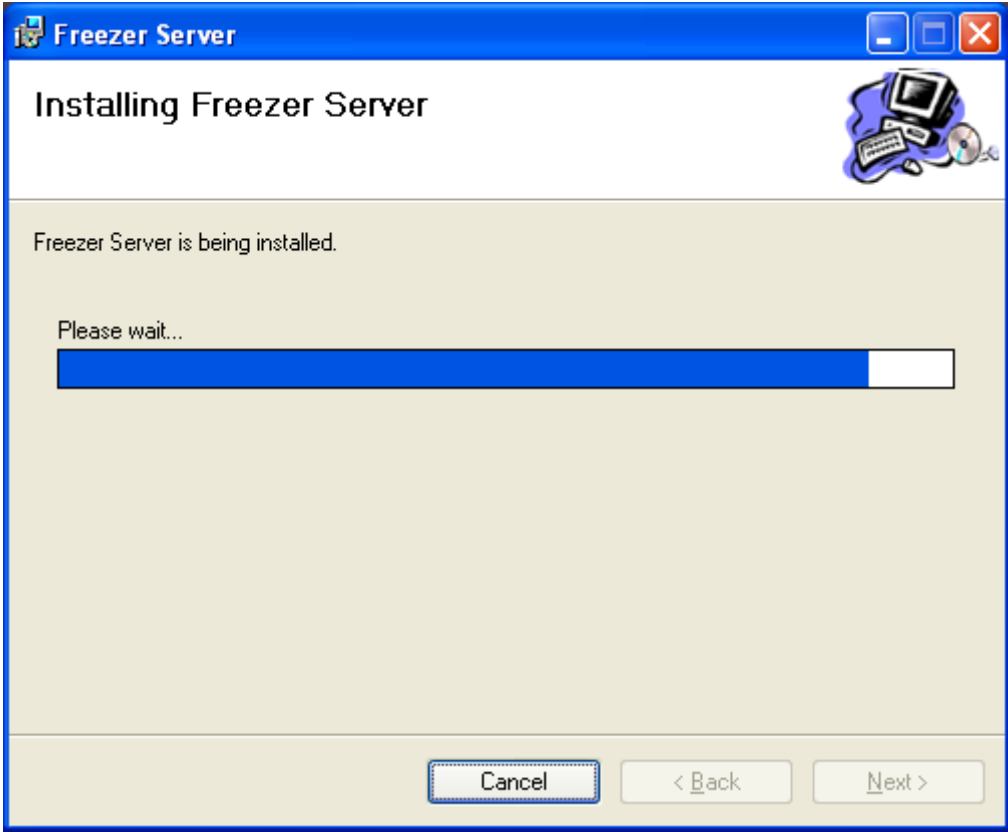 Freezer Server
Installing Freezer Server
Freezer Server is being installed.
Please wait...
Cancel
< Back
Next >